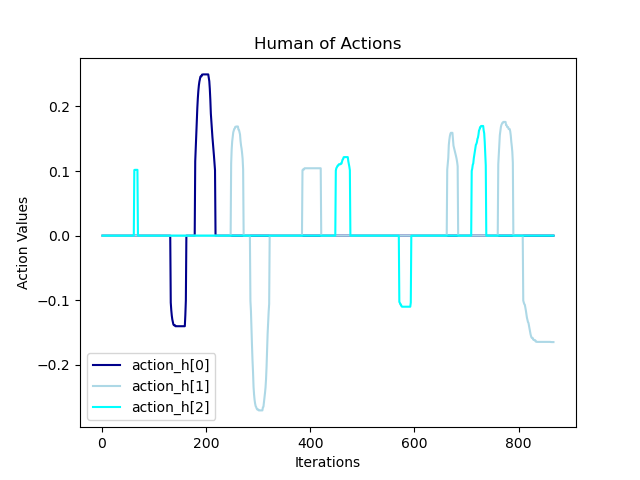 Human of Actions
Action Values
0.2
0.1
0.0
−0.1
−0.2
action_h[0]
action_h[1]
action_h[2]
0 200 400 600 800
Iterations